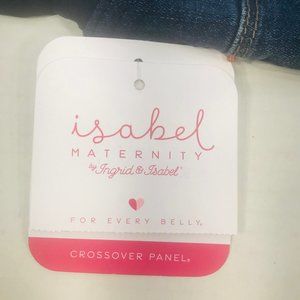 isabel
MATERNITY
by Ingrid & Isabel®
FOR EVERY BELLY®
CROSSOVER PANEL®